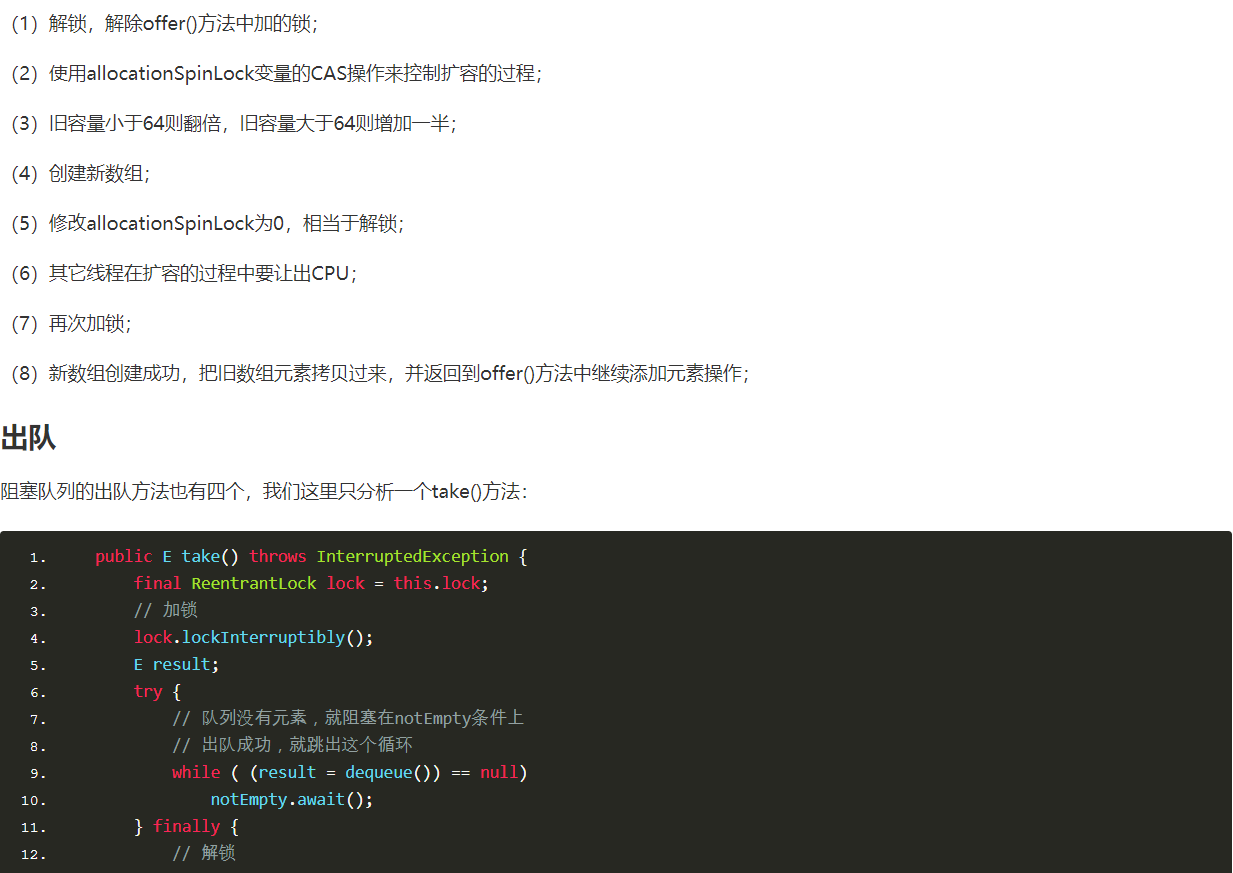 （1）解锁，解除offer()方法中加的锁；
（2）使用allocationSpinLock变量的CAS操作来控制扩容的过程；
（3）旧容量小于64则翻倍，旧容量大于64则增加一半；
（4）创建新数组；
（5）修改allocationSpinLock为0，相当于解锁；
（6）其它线程在扩容的过程中要让出CPU；
（7）再次加锁；
（8）新数组创建成功，把旧数组元素拷贝过来，并返回到offer()方法中继续添加元素操作；
出队
阻塞队列的出队方法也有四个，我们这里只分析一个take()方法：
1.     public E take() throws InterruptedException {
2.         final ReentrantLock lock = this.lock;
3.         // 加锁
4.         lock.lockInterruptibly();
5.         E result;
6.         try {
7.             // 队列没有元素，就阻塞在notEmpty条件上
8.             // 出队成功，就跳出这个循环
9.             while ( (result = dequeue()) == null)
10.                 notEmpty.await();
11.         } finally {
12.             // 解锁